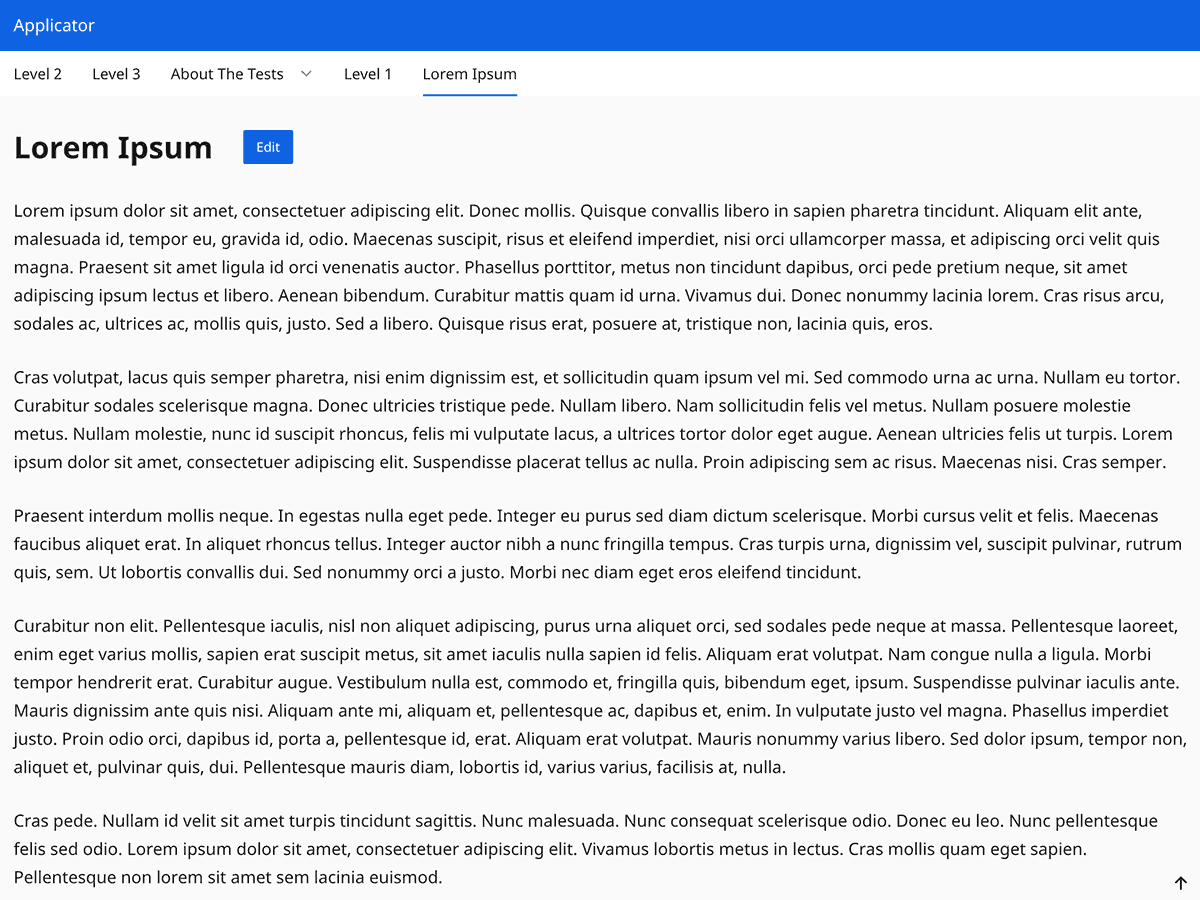 Applicator
Level 2 Level 3 About The Tests Level 1 Lorem Ipsum
Lorem Ipsum Edit
Lorem ipsum dolor sit amet, consectetuer adipiscing elit. Donec mollis. Quisque convallis libero in sapien pharetra tincidunt. Aliquam elit ante,
malesuada id, tempor eu, gravida id, odio. Maecenas suscipit, risus et eleifend imperdiet, nisi orci ullamcorper massa, et adipiscing orci velit quis
magna. Praesent sit amet ligula id orci venenatis auctor. Phasellus porttitor, metus non tincidunt dapibus, orci pede pretium neque, sit amet
adipiscing ipsum lectus et libero. Aenean bibendum. Curabitur mattis quam id urna. Vivamus dui. Donec nonummy lacinia lorem. Cras risus arcu,
sodales ac, ultrices ac, mollis quis, justo. Sed a libero. Quisque risus erat, posuere at, tristique non, lacinia quis, eros.
Cras volutpat, lacus quis semper pharetra, nisi enim dignissim est, et sollicitudin quam ipsum vel mi. Sed commodo urna ac urna. Nullam eu tortor.
Curabitur sodales scelerisque magna. Donec ultricies tristique pede. Nullam libero. Nam sollicitudin felis vel metus. Nullam posuere molestie
metus. Nullam molestie, nunc id suscipit rhoncus, felis mi vulputate lacus, a ultrices tortor dolor eget augue. Aenean ultricies felis ut turpis. Lorem
ipsum dolor sit amet, consectetuer adipiscing elit. Suspendisse placerat tellus ac nulla. Proin adipiscing sem ac risus. Maecenas nisi. Cras semper.
Praesent interdum mollis neque. In egestas nulla eget pede. Integer eu purus sed diam dictum scelerisque. Morbi cursus velit et felis. Maecenas
faucibus aliquet erat. In aliquet rhoncus tellus. Integer auctor nibh a nunc fringilla tempus. Cras turpis urna, dignissim vel, suscipit pulvinar, rutrum
quis, sem. Ut lobortis convallis dui. Sed nonummy orci a justo. Morbi nec diam eget eros eleifend tincidunt.
Curabitur non elit. Pellentesque iaculis, nisl non aliquet adipiscing, purus urna aliquet orci, sed sodales pede neque at massa. Pellentesque laoreet,
enim eget varius mollis, sapien erat suscipit metus, sit amet iaculis nulla sapien id felis. Aliquam erat volutpat. Nam congue nulla a ligula. Morbi
tempor hendrerit erat. Curabitur augue. Vestibulum nulla est, commodo et, fringilla quis, bibendum eget, ipsum. Suspendisse pulvinar iaculis ante.
Mauris dignissim ante quis nisi. Aliquam ante mi, aliquam et, pellentesque ac, dapibus et, enim. In vulputate justo vel magna. Phasellus imperdiet
justo. Proin odio orci, dapibus id, porta a, pellentesque id, erat. Aliquam erat volutpat. Mauris nonummy varius libero. Sed dolor ipsum, tempor non,
aliquet et, pulvinar quis, dui. Pellentesque mauris diam, lobortis id, varius varius, facilisis at, nulla.
Cras pede. Nullam id velit sit amet turpis tincidunt sagittis. Nunc malesuada. Nunc consequat scelerisque odio. Donec eu leo. Nunc pellentesque
felis sed odio. Lorem ipsum dolor sit amet, consectetuer adipiscing elit. Vivamus lobortis metus in lectus. Cras mollis quam eget sapien.
Pellentesque non lorem sit amet sem lacinia euismod.